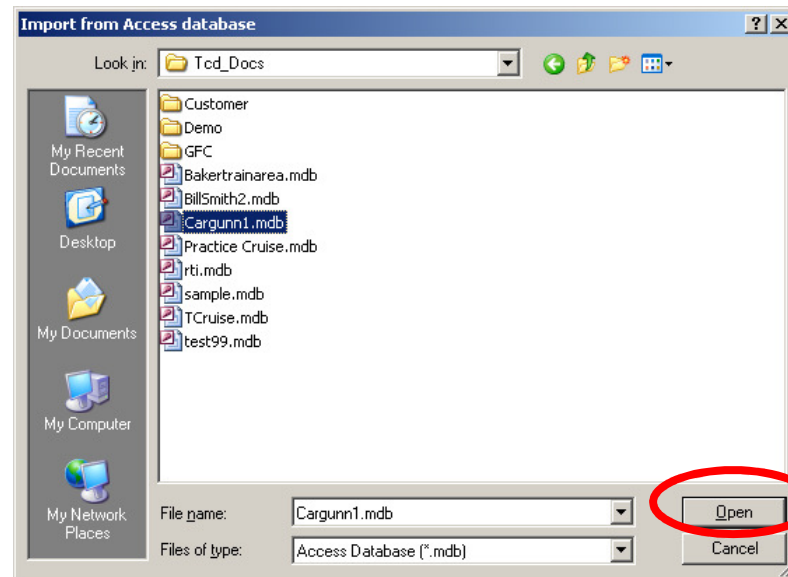 Import from Access database
Look in:
Tcd_Docs
My Recent
Documents
Desktop
My Documents
My Computer
My Network
Places
Customer
Demo
GFC
Bakertrainarea.mdb
BillSmith2.mdb
Cargunn1.mdb
Practice Cruise.mdb
rti.mdb
sample.mdb
TCruise.mdb
test99.mdb
File name:
Cargunn1.mdb
Open
Files of type:
Access Database (*.mdb)
Cancel